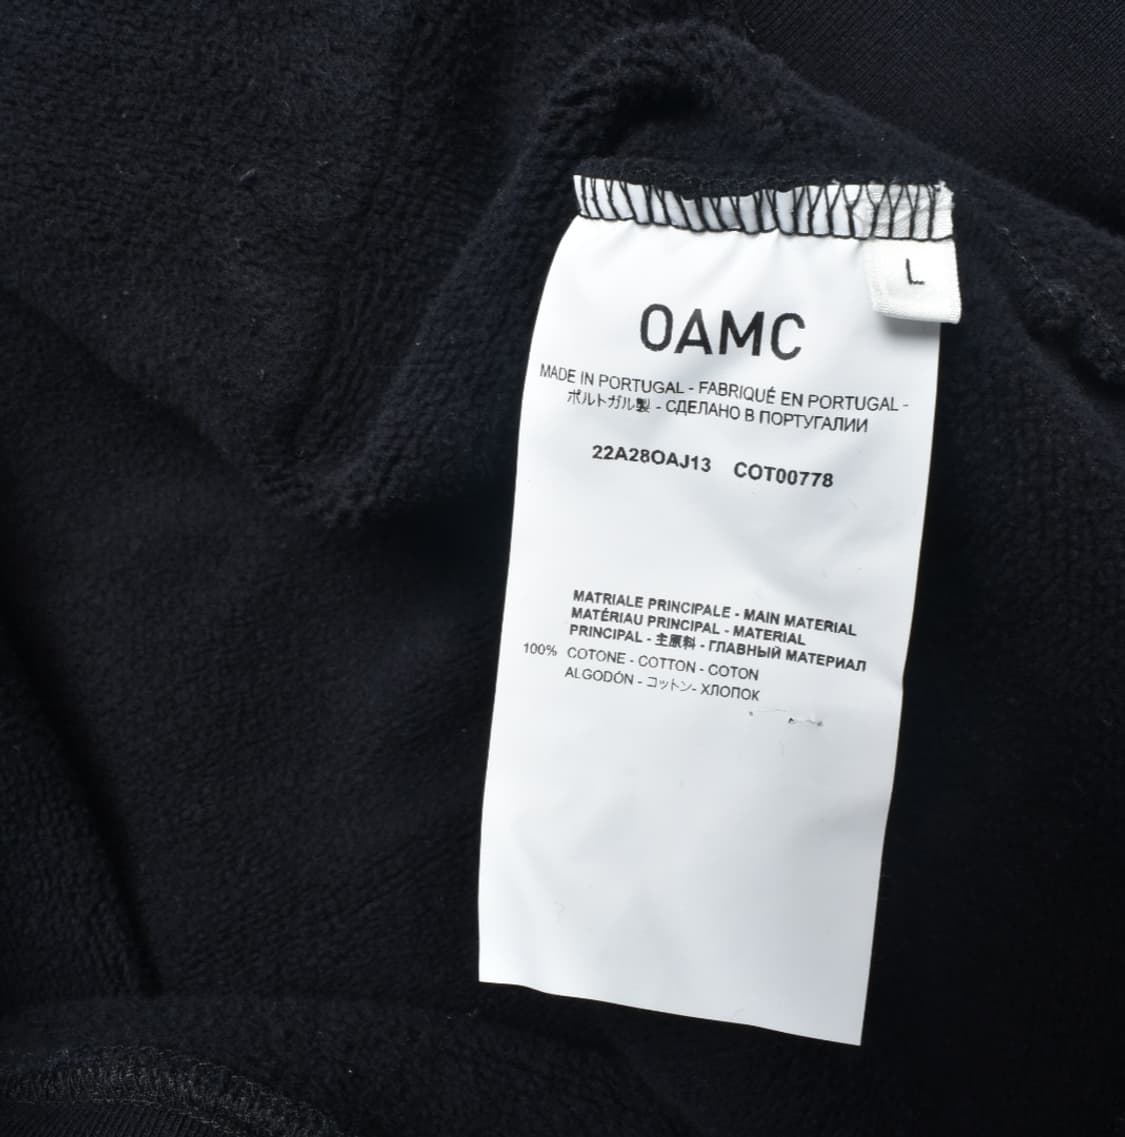 L
OAMC
MADE IN PORTUGAL - FABRIQUÉ EN PORTUGAL -
ポルトガル製 - СДЕЛАНО В ПОРТУГАЛИИ
22A28OAJ13 COT00778
MATRIALE PRINCIPALE - MAIN MATERIAL
MATÉRIAU PRINCIPAL - MATERIAL
PRINCIPAL - 主原料 - ГЛАВНЫЙ МАТЕРИАЛ
100% COTONE - COTTON - COTON
ALGODÓN - コットン- ХЛОПОК